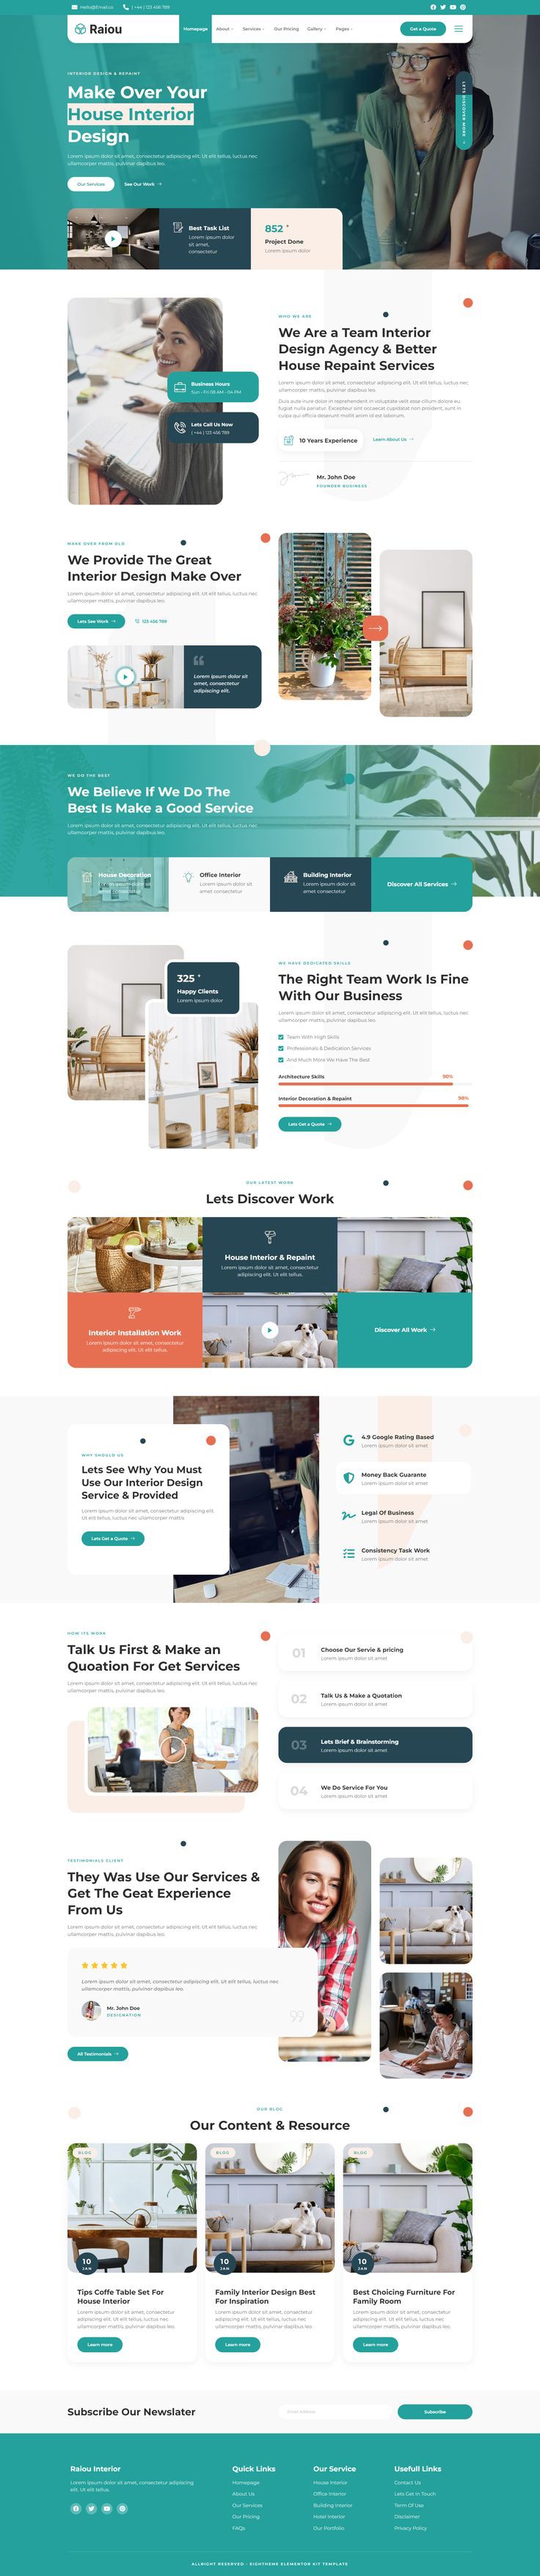 Hello@Email.co
( +44 ) 123 456 789
Raiou
Homepage
About
Services
Our Pricing
Gallery
Pages
Get a Quote
INTERIOR DESIGN & REPAINT
Make Over Your
House Interior
Design
Lorem ipsum dolor sit amet, consectetur adipiscing elit. Ut elit tellus, luctus nec
ullamcorper mattis, pulvinar dapibus leo.
Our Services
See Our Work
LETS DISCOVER MORE
Best Task List
Lorem ipsum dolor
sit amet,
consectetur
852 +
Project Done
Lorem ipsum dolor
WHO WE ARE
We Are a Team Interior
Design Agency & Better
House Repaint Services
Lorem ipsum dolor sit amet, consectetur adipiscing elit. Ut elit tellus, luctus nec
ullamcorper mattis, pulvinar dapibus leo.
Duis aute irure dolor in reprehenderit in voluptate velit esse cillum dolore eu
fugiat nulla pariatur. Excepteur sint occaecat cupidatat non proident, sunt in
culpa qui officia deserunt mollit anim id est laborum.
Business Hours
Sun - Fri 08 AM - 04 PM
Lets Call Us Now
( +44 ) 123 456 789
10 Years Experience
Learn About Us
Mr. John Doe
FOUNDER BUSINESS
MAKE OVER FROM OLD
We Provide The Great
Interior Design Make Over
Lorem ipsum dolor sit amet, consectetur adipiscing elit. Ut elit tellus, luctus nec
ullamcorper mattis, pulvinar dapibus leo.
Lets See Work
123 456 789
Lorem ipsum dolor sit
amet, consectetur
adipiscing elit.
WE DO THE BEST
We Believe If We Do The
Best Is Make a Good Service
Lorem ipsum dolor sit amet, consectetur adipiscing elit. Ut elit tellus, luctus nec
ullamcorper mattis, pulvinar dapibus leo.
House Decoration
Lorem ipsum dolor sit
amet consectetur
Office Interior
Lorem ipsum dolor sit
amet consectetur
Building Interior
Lorem ipsum dolor sit
amet consectetur
Discover All Services
325 +
Happy Clients
Lorem ipsum dolor
WE HAVE DEDICATED SKILLS
The Right Team Work Is Fine
With Our Business
Lorem ipsum dolor sit amet, consectetur adipiscing elit. Ut elit tellus, luctus nec
ullamcorper mattis, pulvinar dapibus leo.
Team With High Skills
Professionals & Dedication Services
And Much More We Have The Best
Architecture Skills
90%
Interior Decoration & Repaint
98%
Lets Get a Quote
OUR LATEST WORK
Lets Discover Work
House Interior & Repaint
Lorem ipsum dolor sit amet, consectetur
adipiscing elit. Ut elit tellus.
Interior Installation Work
Lorem ipsum dolor sit amet, consectetur
adipiscing elit. Ut elit tellus.
Discover All Work
WHY SHOULD US
Lets See Why You Must
Use Our Interior Design
Service & Provided
Lorem ipsum dolor sit amet, consectetur adipiscing elit.
Ut elit tellus, luctus nec ullamcorper mattis.
Lets Get a Quote
4.9 Google Rating Based
Lorem ipsum dolor sit amet
Money Back Guarante
Lorem ipsum dolor sit amet
Legal Of Business
Lorem ipsum dolor sit amet
Consistency Task Work
Lorem ipsum dolor sit amet
HOW ITS WORK
Talk Us First & Make an
Quoation For Get Services
Lorem ipsum dolor sit amet, consectetur adipiscing elit. Ut elit tellus, luctus nec
ullamcorper mattis, pulvinar dapibus leo.
01
Choose Our Servie & pricing
Lorem ipsum dolor sit amet
02
Talk Us & Make a Quotation
Lorem ipsum dolor sit amet
03
Lets Brief & Brainstorming
Lorem ipsum dolor sit amet
04
We Do Service For You
Lorem ipsum dolor sit amet
TESTIMONIALS CLIENT
They Was Use Our Services &
Get The Geat Experience
From Us
Lorem ipsum dolor sit amet, consectetur adipiscing elit. Ut elit tellus, luctus nec
ullamcorper mattis, pulvinar dapibus leo.
Lorem ipsum dolor sit amet, consectetur adipiscing elit. Ut elit tellus, luctus nec
ullamcorper mattis, pulvinar dapibus leo.
Mr. John Doe
DESIGNATION
All Testimonials
OUR BLOG
Our Content & Resource
BLOG
10
JAN
Tips Coffe Table Set For
House Interior
Lorem ipsum dolor sit amet, consectetur
adipiscing elit. Ut elit tellus, luctus nec
ullamcorper mattis, pulvinar dapibus leo.
Learn more
BLOG
10
JAN
Family Interior Design Best
For Inspiration
Lorem ipsum dolor sit amet, consectetur
adipiscing elit. Ut elit tellus, luctus nec
ullamcorper mattis, pulvinar dapibus leo.
Learn more
BLOG
10
JAN
Best Choicing Furniture For
Family Room
Lorem ipsum dolor sit amet, consectetur
adipiscing elit. Ut elit tellus, luctus nec
ullamcorper mattis, pulvinar dapibus leo.
Learn more
Subscribe Our Newslater
Email Address
Subscribe
Raiou Interior
Lorem ipsum dolor sit amet, consectetur adipiscing
elit. Ut elit tellus.
Quick Links
Homepage
About Us
Our Services
Our Pricing
FAQs
Our Service
House Interior
Office Interior
Building Interior
Hotel Interior
Our Portfolio
Usefull Links
Contact Us
Lets Get In Touch
Term Of Use
Disclaimer
Privacy Policy
ALLRIGHT RESERVED - EIGHTHEME ELEMENTOR KIT TEMPLATE